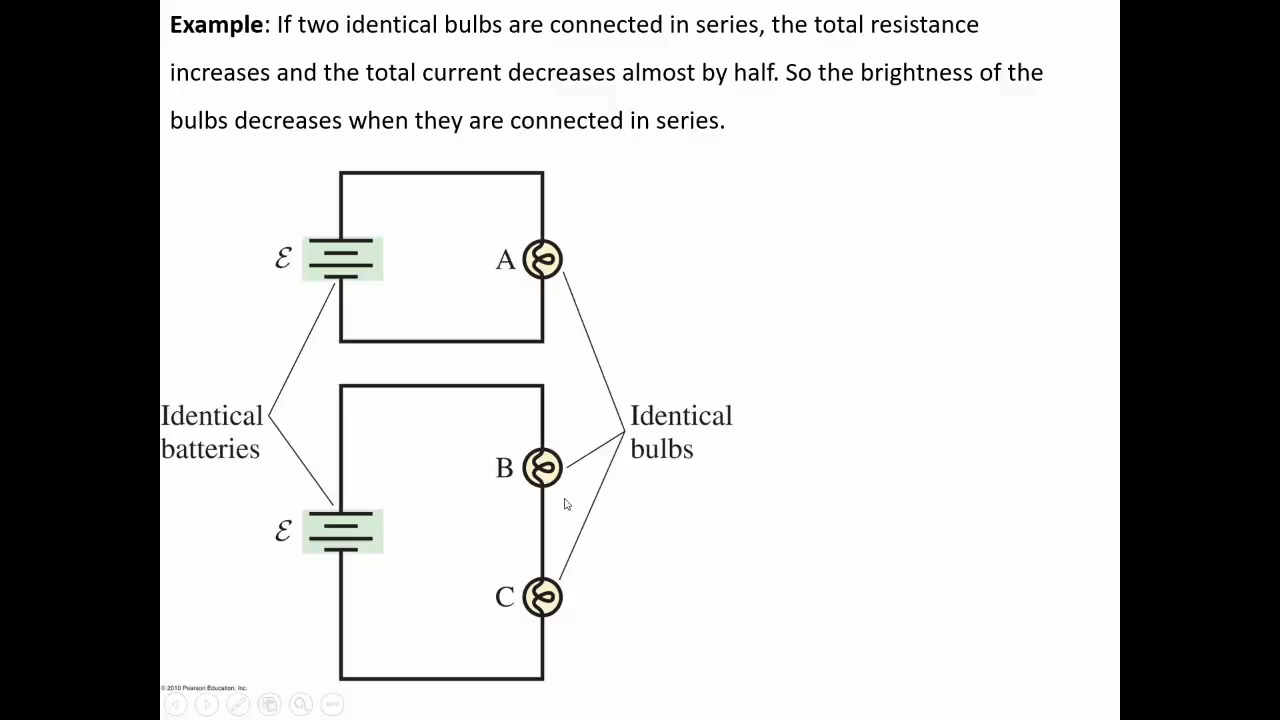 Example: If two identical bulbs are connected in series, the total resistance
increases and the total current decreases almost by half. So the brightness of the
bulbs decreases when they are connected in series.
ℰ
A
Identical
batteries
Identical
bulbs
B
ℰ
C
© 2010 Pearson Education, Inc.